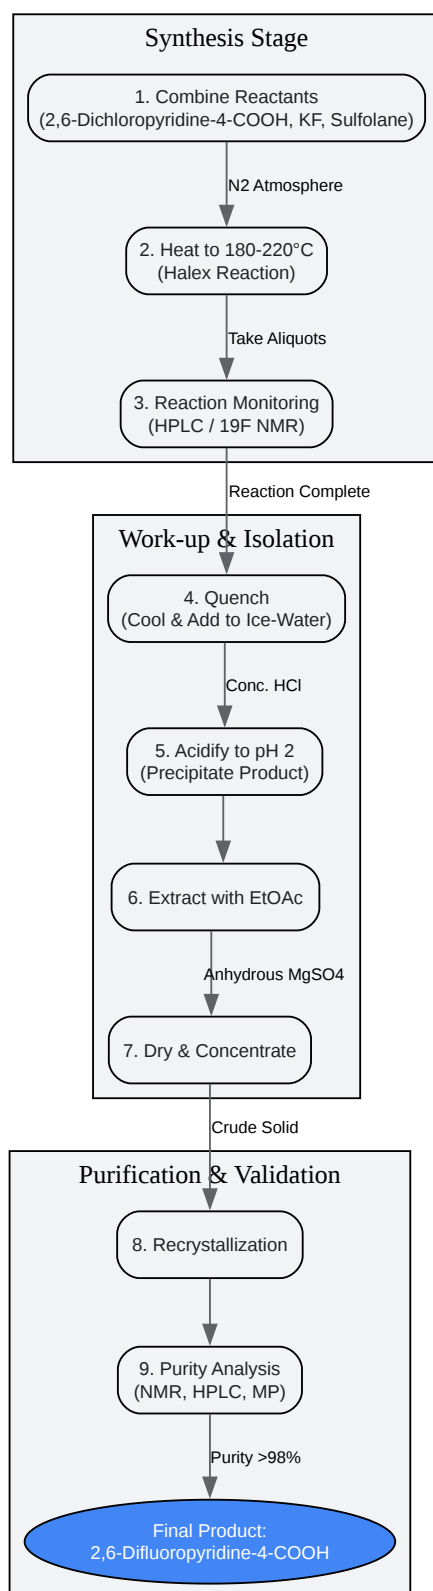 Synthesis Stage
1. Combine Reactants
(2,6-Dichloropyridine-4-COOH, KF, Sulfolane)
N2 Atmosphere
2. Heat to 180-220°C
(Halex Reaction)
Take Aliquots
3. Reaction Monitoring
(HPLC / 19F NMR)
Reaction Complete
Work-up & Isolation
4. Quench
(Cool & Add to Ice-Water)
Conc. HCl
5. Acidify to pH 2
(Precipitate Product)
6. Extract with EtOAc
Anhydrous MgSO4
7. Dry & Concentrate
Crude Solid
Purification & Validation
8. Recrystallization
9. Purity Analysis
(NMR, HPLC, MP)
Purity >98%
Final Product:
2,6-Difluoropyridine-4-COOH